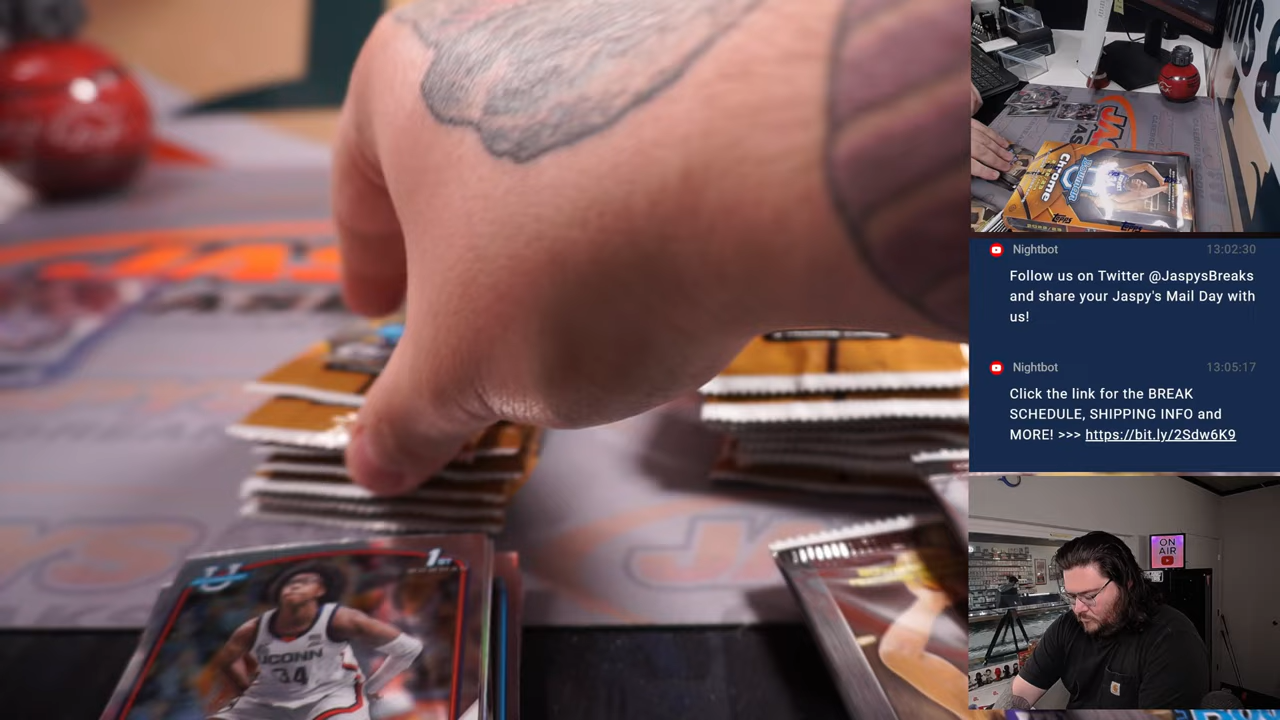 1ST
UCONN
34
Chrome
BOWMAN
topps
Nightbot 13:02:30
Follow us on Twitter @JaspysBreaks
and share your Jaspy's Mail Day with
us!
Nightbot 13:05:17
Click the link for the BREAK
SCHEDULE, SHIPPING INFO and
MORE! >>> https://bit.ly/2Sdw6K9
ON
AIR